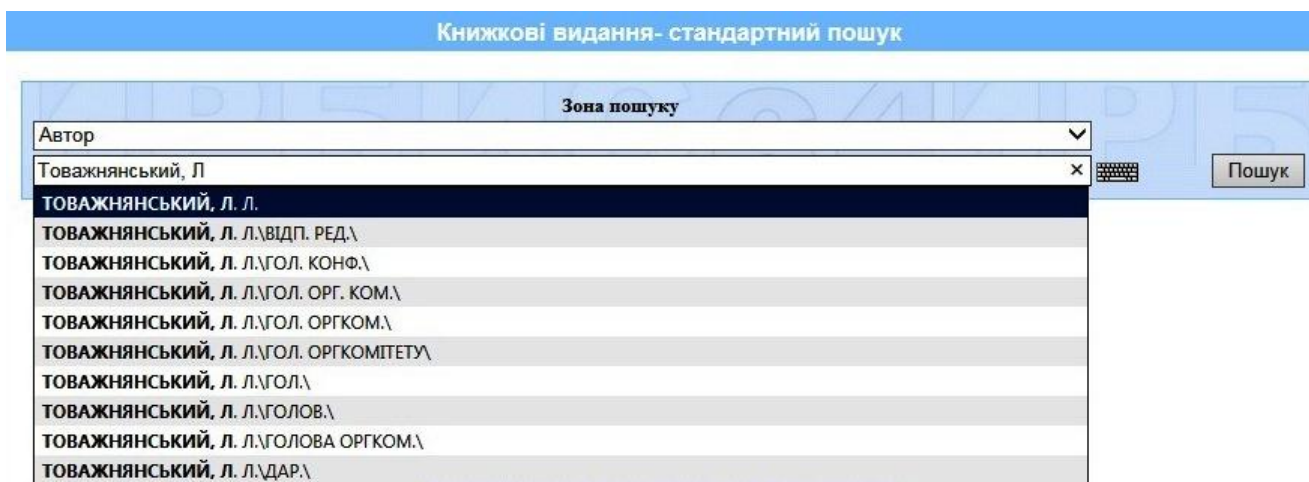 Книжкові видання- стандартний пошук
Зона пошуку
Автор
Товажнянський, Л
Пошук
ТОВАЖНЯНСЬКИЙ, Л. Л.
ТОВАЖНЯНСЬКИЙ, Л. Л.\ВІДП. РЕД.\
ТОВАЖНЯНСЬКИЙ, Л. Л.\ГОЛ. КОНФ.\
ТОВАЖНЯНСЬКИЙ, Л. Л.\ГОЛ. ОРГ. КОМ.\
ТОВАЖНЯНСЬКИЙ, Л. Л.\ГОЛ. ОРГКОМ.\
ТОВАЖНЯНСЬКИЙ, Л. Л.\ГОЛ. ОРГКОМІТЕТУ\
ТОВАЖНЯНСЬКИЙ, Л. Л.\ГОЛ.\
ТОВАЖНЯНСЬКИЙ, Л. Л.\ГОЛОВ.\
ТОВАЖНЯНСЬКИЙ, Л. Л.\ГОЛОВА ОРГКОМ.\
ТОВАЖНЯНСЬКИЙ, Л. Л.\ДАР.\